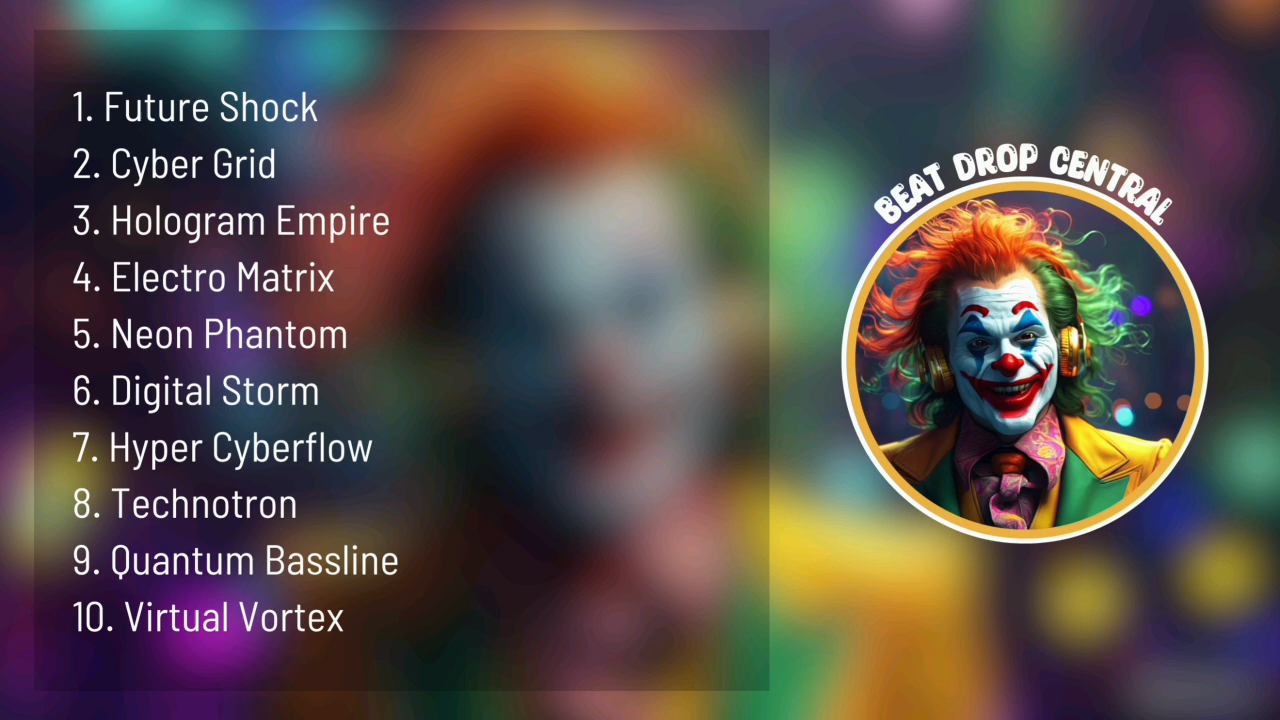 1. Future Shock
2. Cyber Grid
3. Hologram Empire
4. Electro Matrix
5. Neon Phantom
6. Digital Storm
7. Hyper Cyberflow
8. Technotron
9. Quantum Bassline
10. Virtual Vortex
BEAT DROP CENTRAL